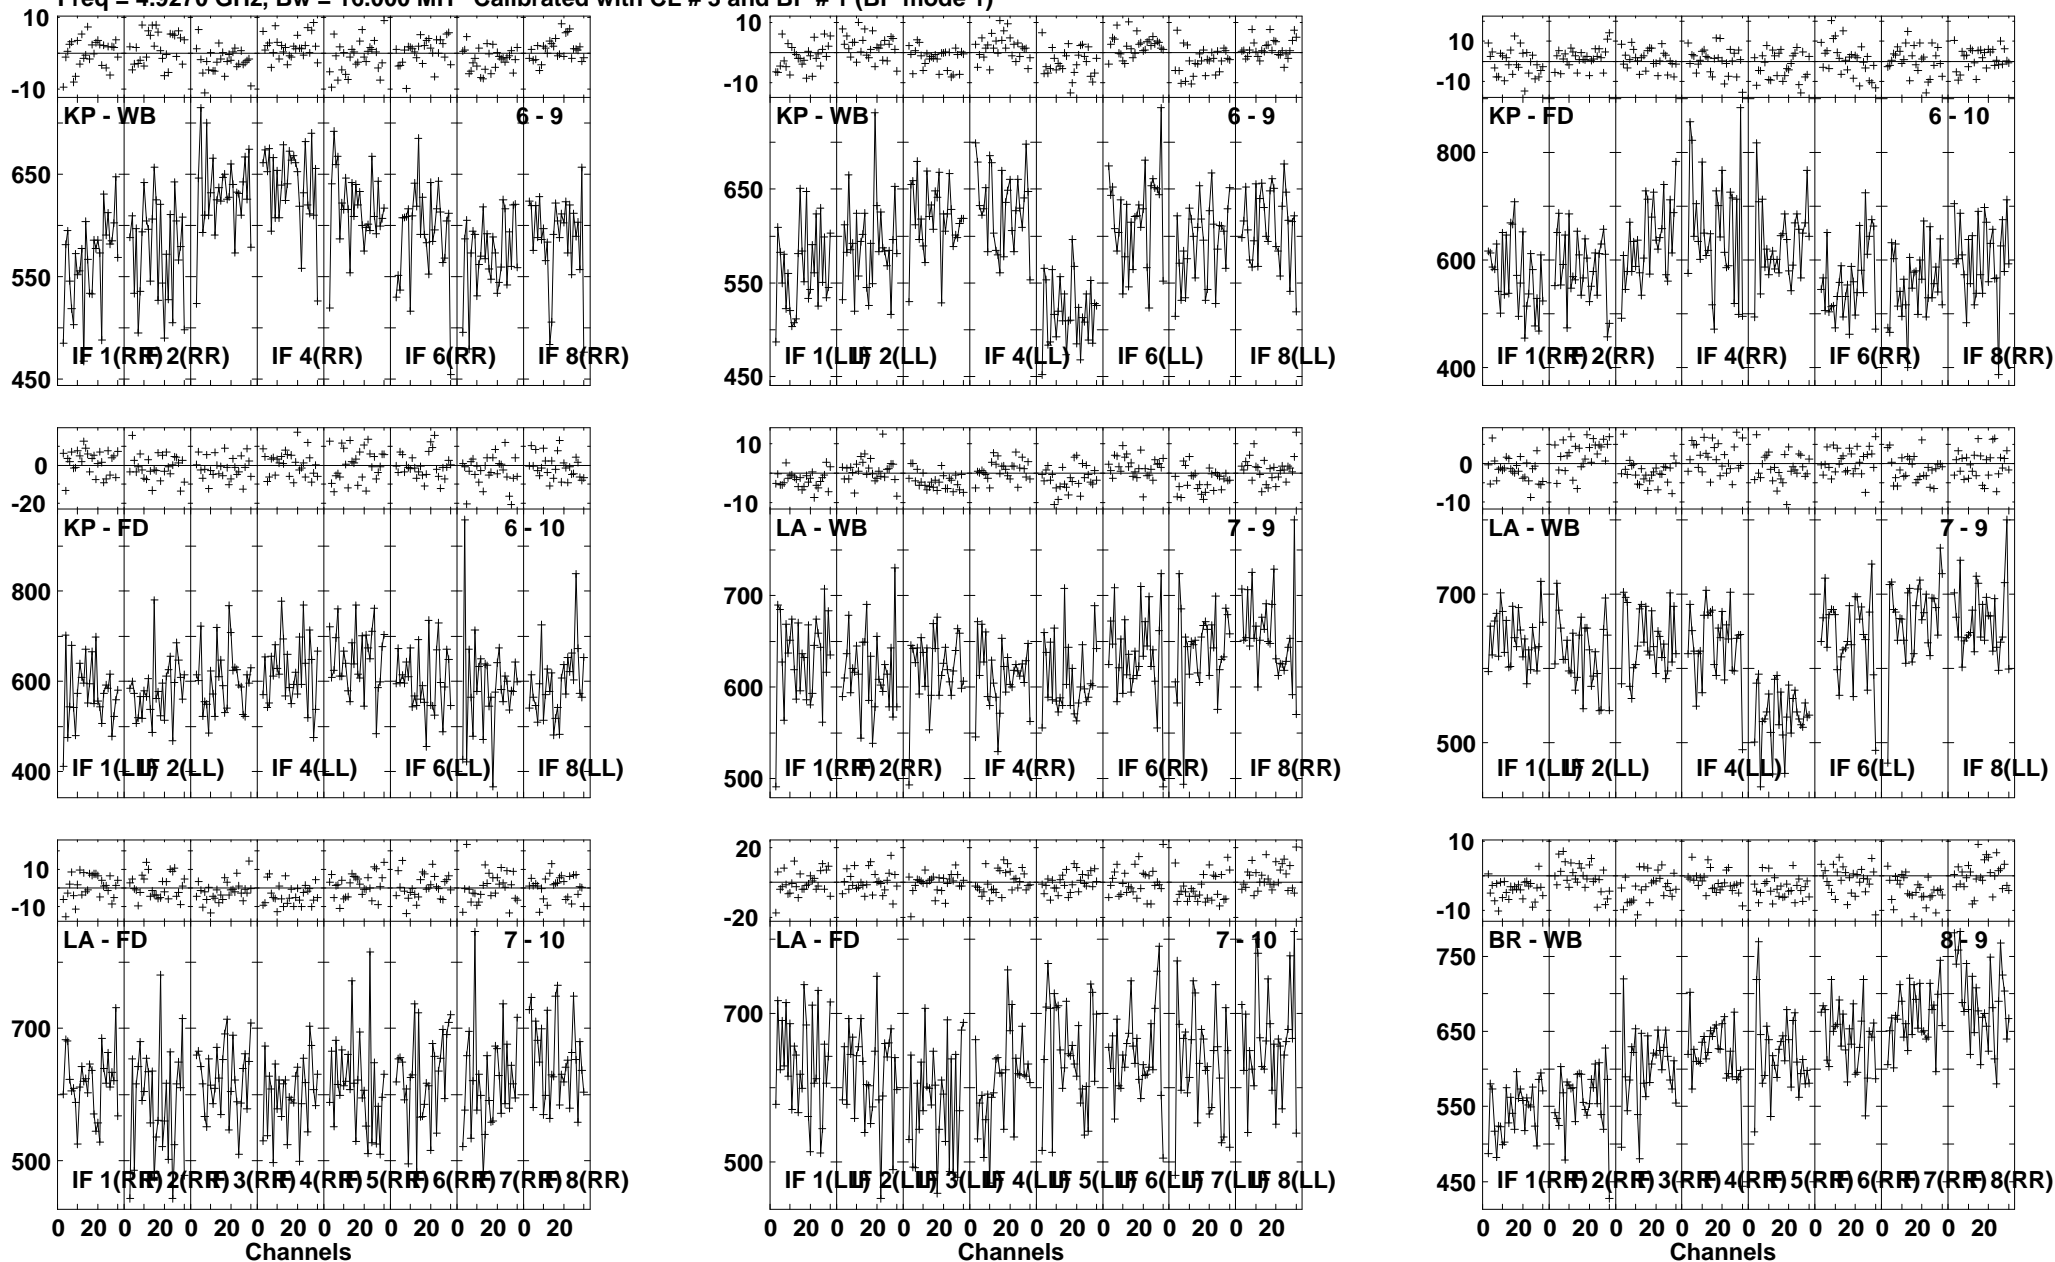 Freq = 4.9270 GHz, Bw = 16.000 MH Calibrated with CL # 3 and BP # 1 (BP mode 1)
10 10 10
-10 -10 -10
KP - WB 6 - 9 KP - WB 6 - 9 KP - FD 6 - 10
650 650 800
550 550 600
450 450 400
IF 1(RR) IF 2(RR) IF 4(RR) IF 6(RR) IF 8(RR) IF 1(LL) IF 2(LL) IF 4(LL) IF 6(LL) IF 8(LL) IF 1(RR) IF 2(RR) IF 4(RR) IF 6(RR) IF 8(RR)
0 10 0
-20 -10 -10
KP - FD 6 - 10 LA - WB 7 - 9 LA - WB 7 - 9
800 700 700
600 600 500
400 500
IF 1(LL) IF 2(LL) IF 4(LL) IF 6(LL) IF 8(LL) IF 1(RR) IF 2(RR) IF 4(RR) IF 6(RR) IF 8(RR) IF 1(LL) IF 2(LL) IF 4(LL) IF 6(LL) IF 8(LL)
10 20 10
-10 -20 -10
LA - FD 7 - 10 LA - FD 7 - 10 BR - WB 8 - 9
700 700 750
500 500 650
550
450
IF 1(RR) IF 2(RR) IF 3(RR) IF 4(RR) IF 5(RR) IF 6(RR) IF 7(RR) IF 8(RR) IF 1(LL) IF 2(LL) IF 3(LL) IF 4(LL) IF 5(LL) IF 6(LL) IF 7(LL) IF 8(LL) IF 1(RR) IF 2(RR) IF 3(RR) IF 4(RR) IF 5(RR) IF 6(RR) IF 7(RR) IF 8(RR)
0 20 0 20 0 20 0 20 0 20 0 20 0 20 0 20 0 20 0 20 0 20 0 20 0 20 0 20 0 20 0 20 0 20 0 20 0 20 0 20 0 20 0 20 0 20 0 20
Channels Channels Channels